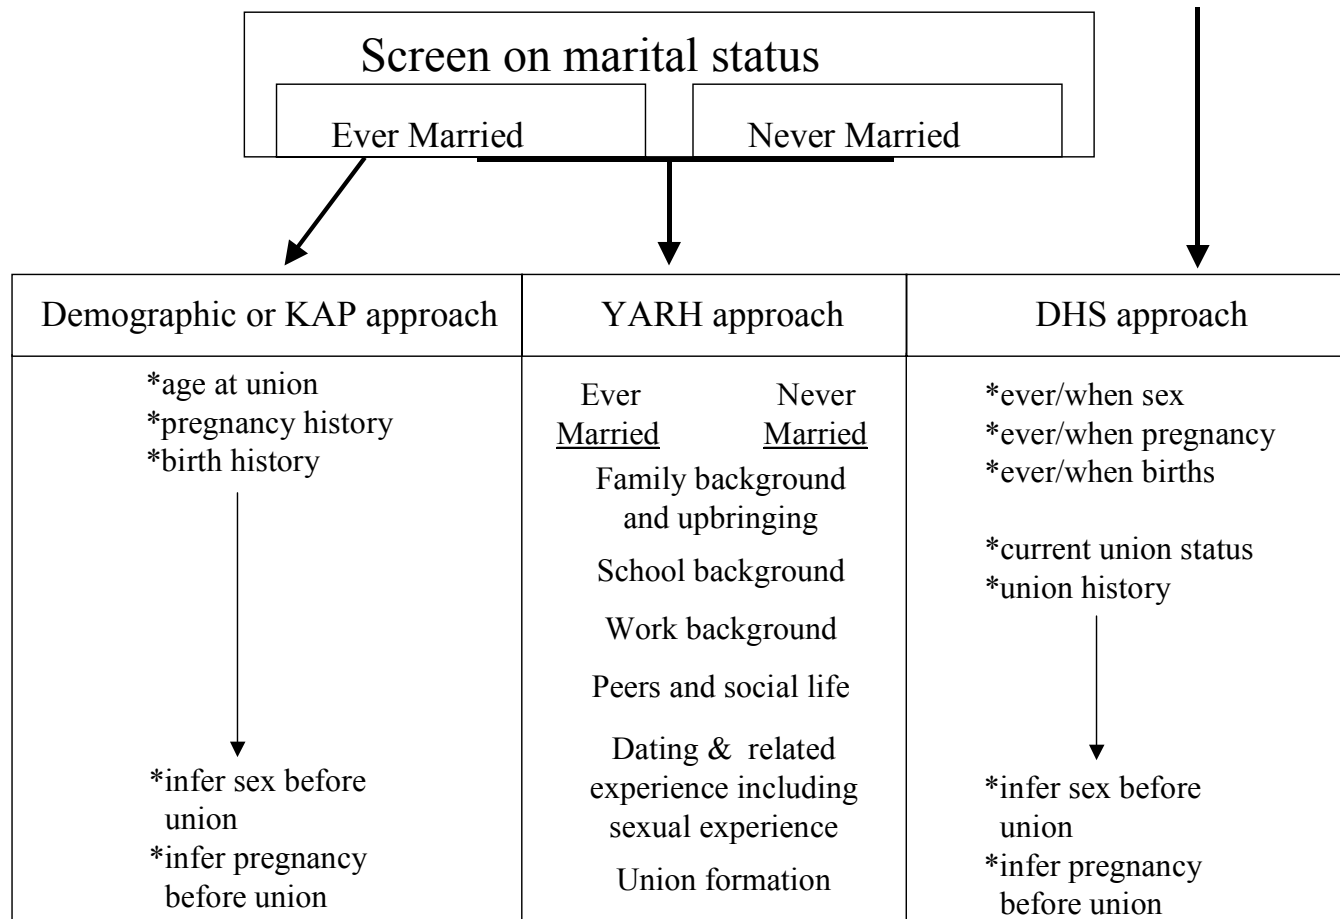 Screen on marital status
Ever Married
Never Married
Demographic or KAP approach
*age at union
*pregnancy history
*birth history
*infer sex before
union
*infer pregnancy
before union
YARH approach
Ever Never
Married Married
Family background
and upbringing
School background
Work background
Peers and social life
Dating & related
experience including
sexual experience
Union formation
DHS approach
*ever/when sex
*ever/when pregnancy
*ever/when births
*current union status
*union history
*infer sex before
union
*infer pregnancy
before union